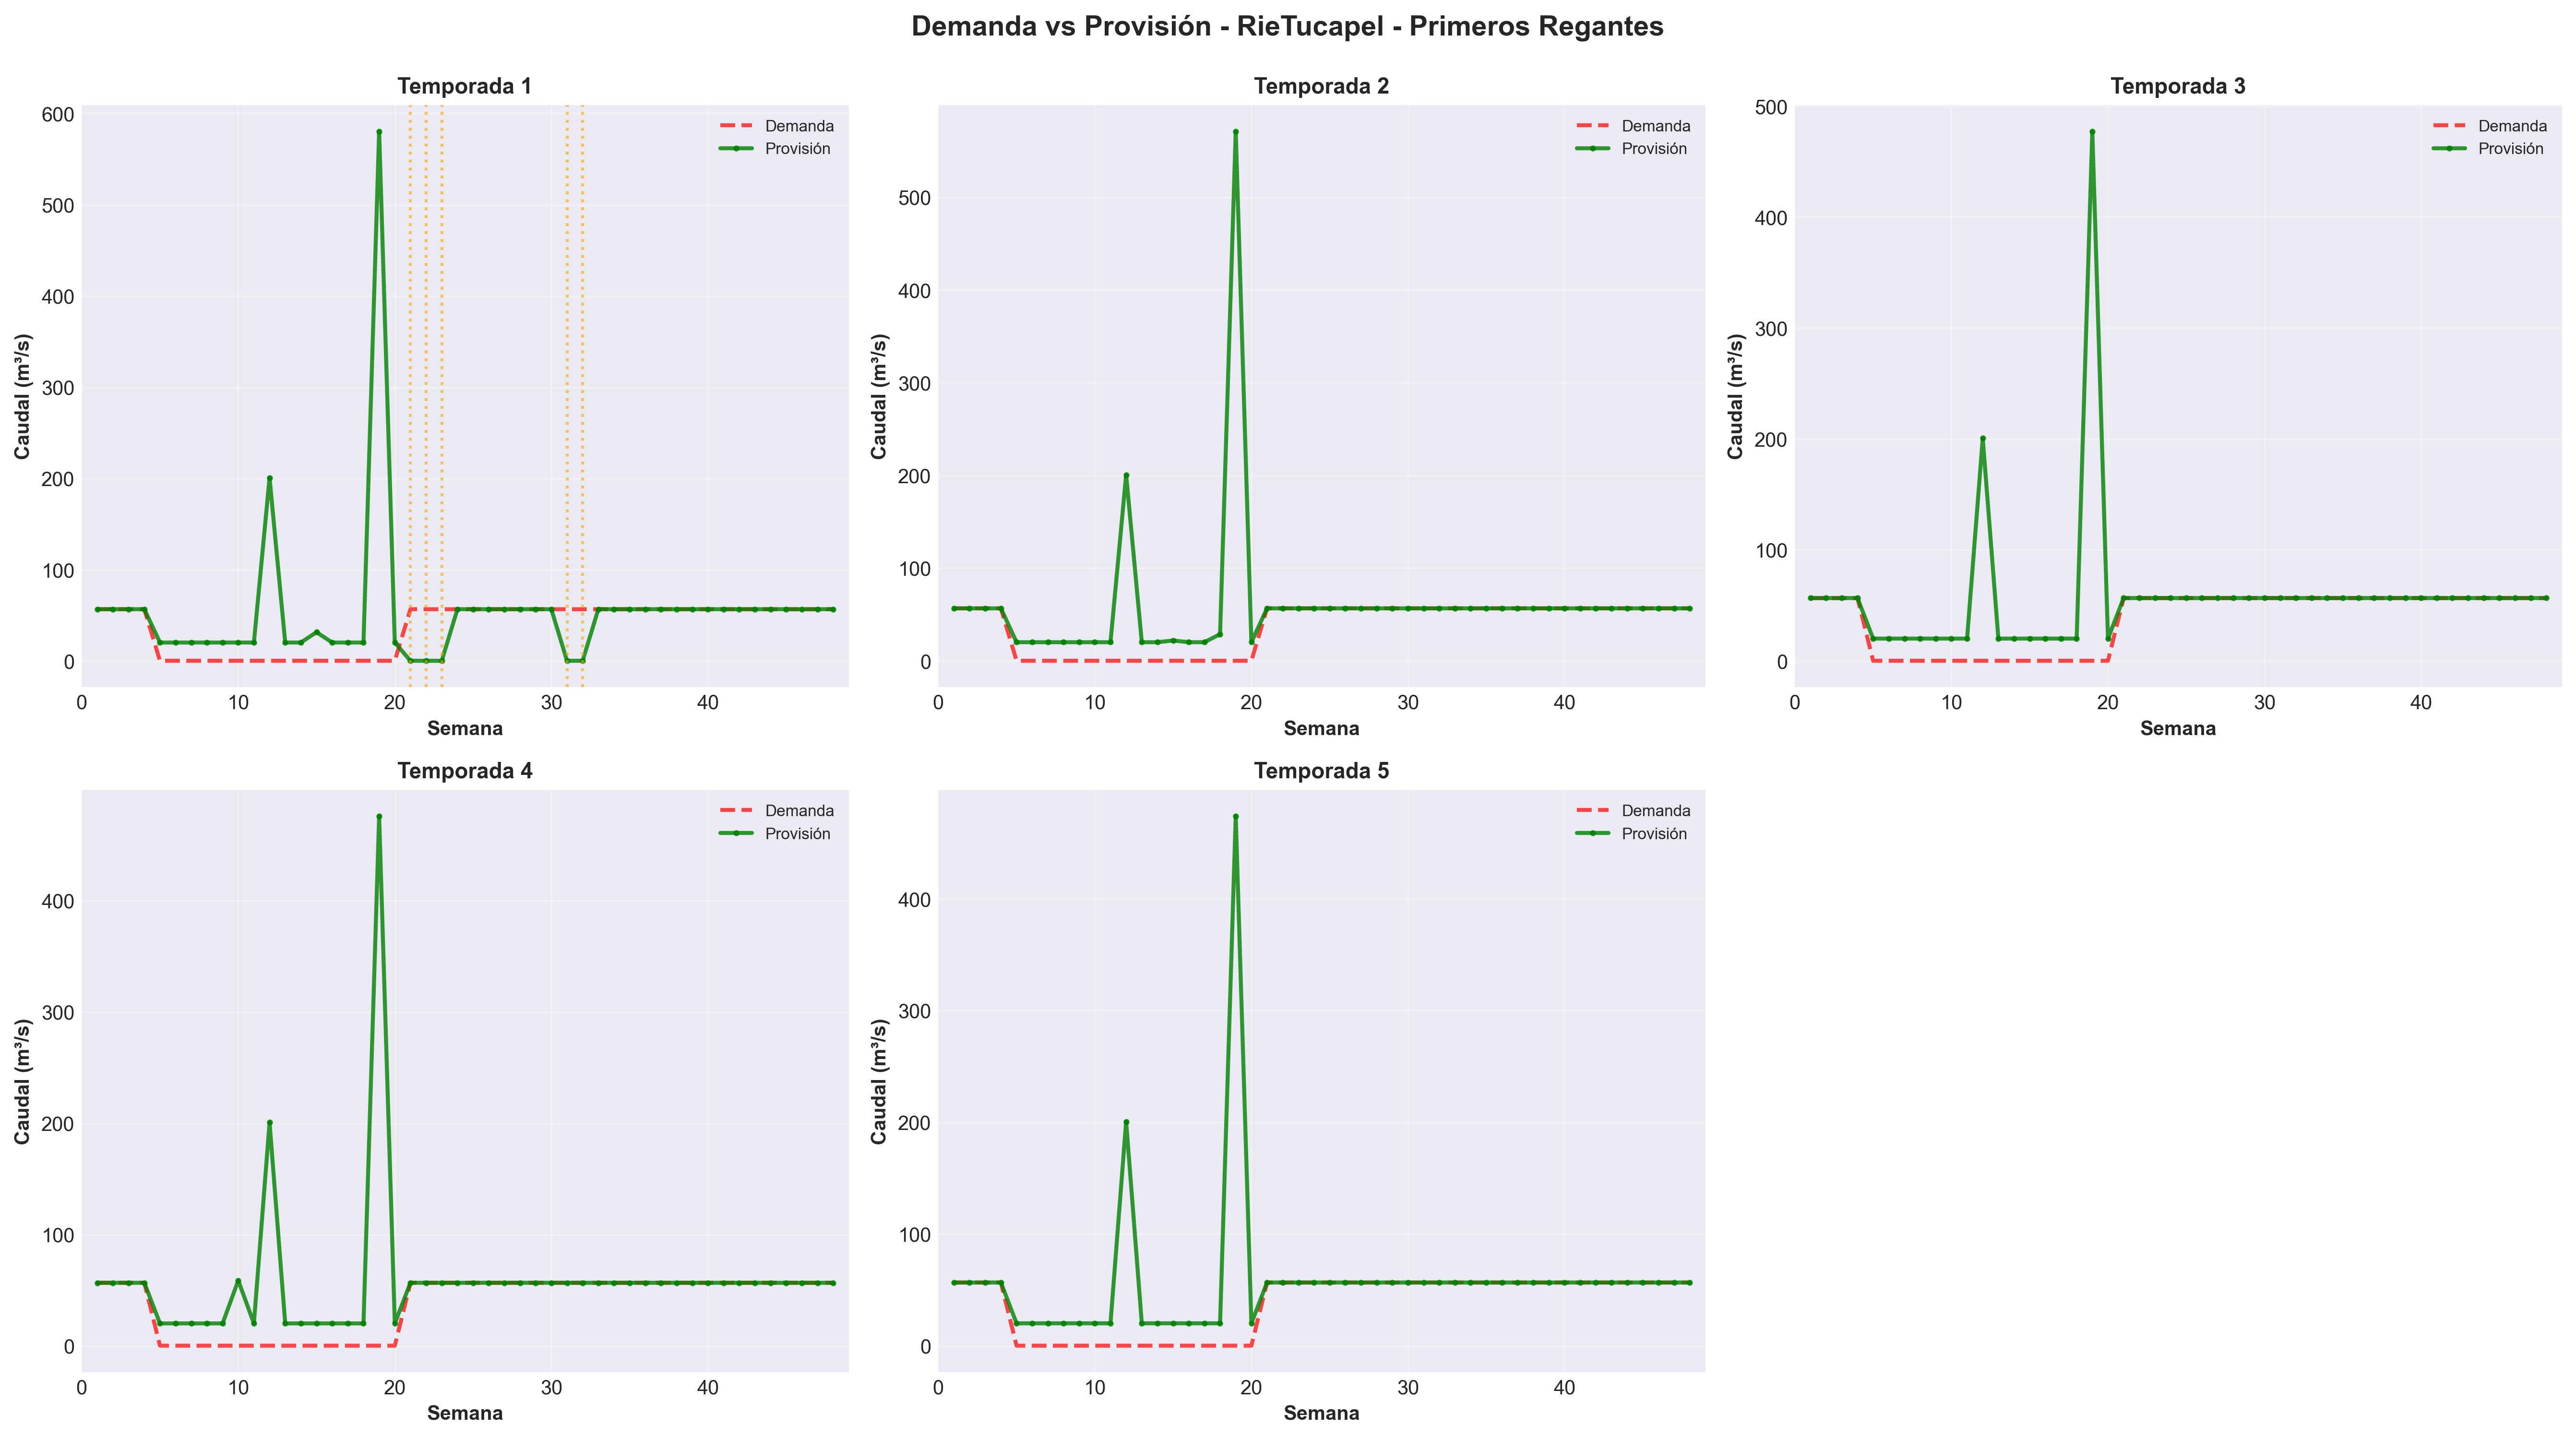 Demanda vs Provisión - RieTucapel - Primeros Regantes
Temporada 1
600
500
400
300
200
100
0
Caudal (m³/s)
Demanda
Provisión
0 10 20 30 40
Semana
Temporada 2
500
400
300
200
100
0
Caudal (m³/s)
Demanda
Provisión
0 10 20 30 40
Semana
Temporada 3
500
400
300
200
100
0
Caudal (m³/s)
Demanda
Provisión
0 10 20 30 40
Semana
Temporada 4
400
300
200
100
0
Caudal (m³/s)
Demanda
Provisión
0 10 20 30 40
Semana
Temporada 5
400
300
200
100
0
Caudal (m³/s)
Demanda
Provisión
0 10 20 30 40
Semana